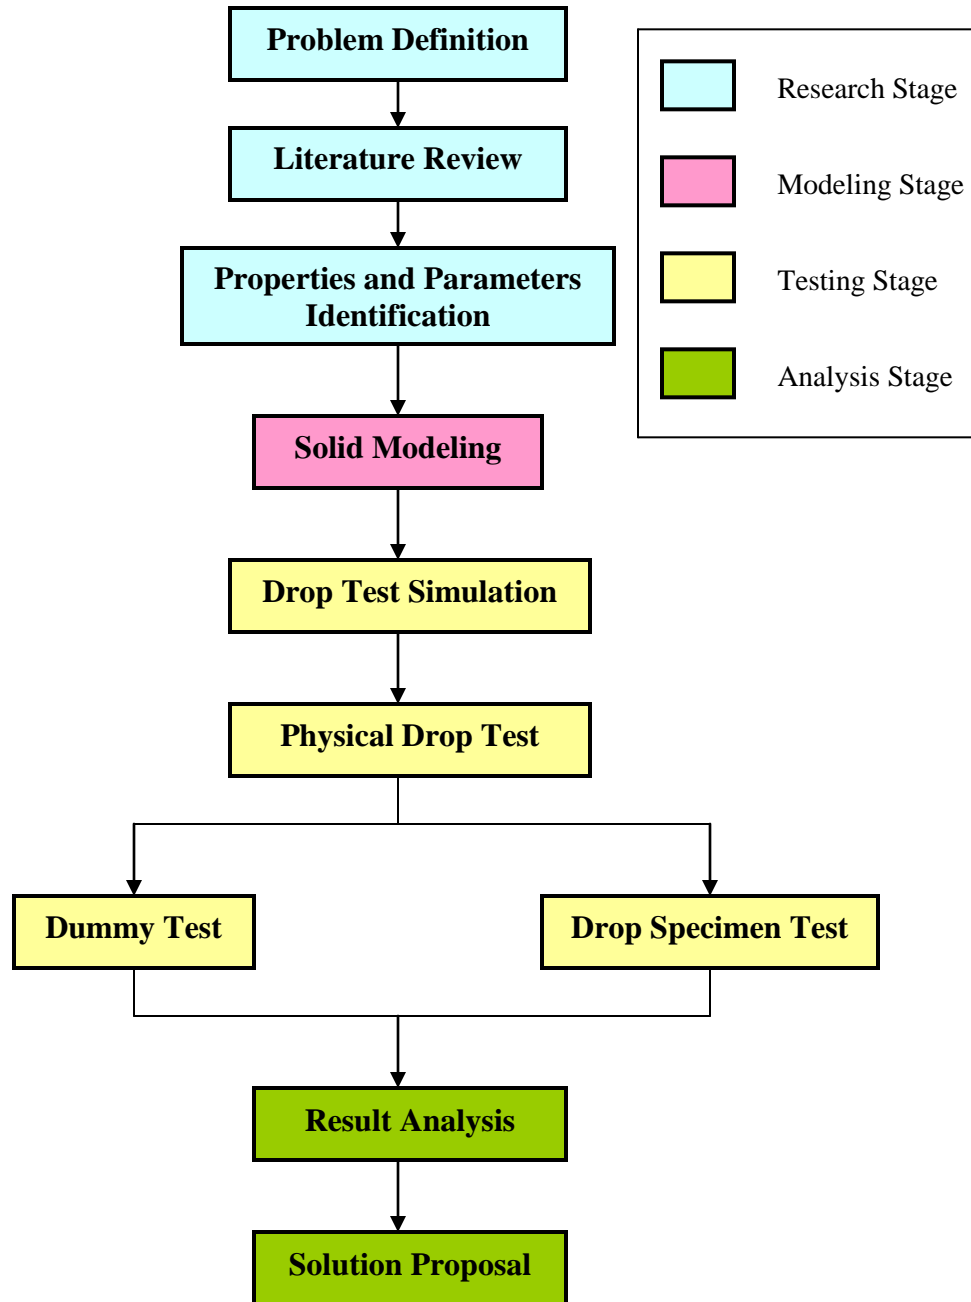 Problem Definition
Literature Review
Properties and Parameters
Identification
Solid Modeling
Drop Test Simulation
Physical Drop Test
Dummy Test
Drop Specimen Test
Result Analysis
Solution Proposal
Research Stage
Modeling Stage
Testing Stage
Analysis Stage